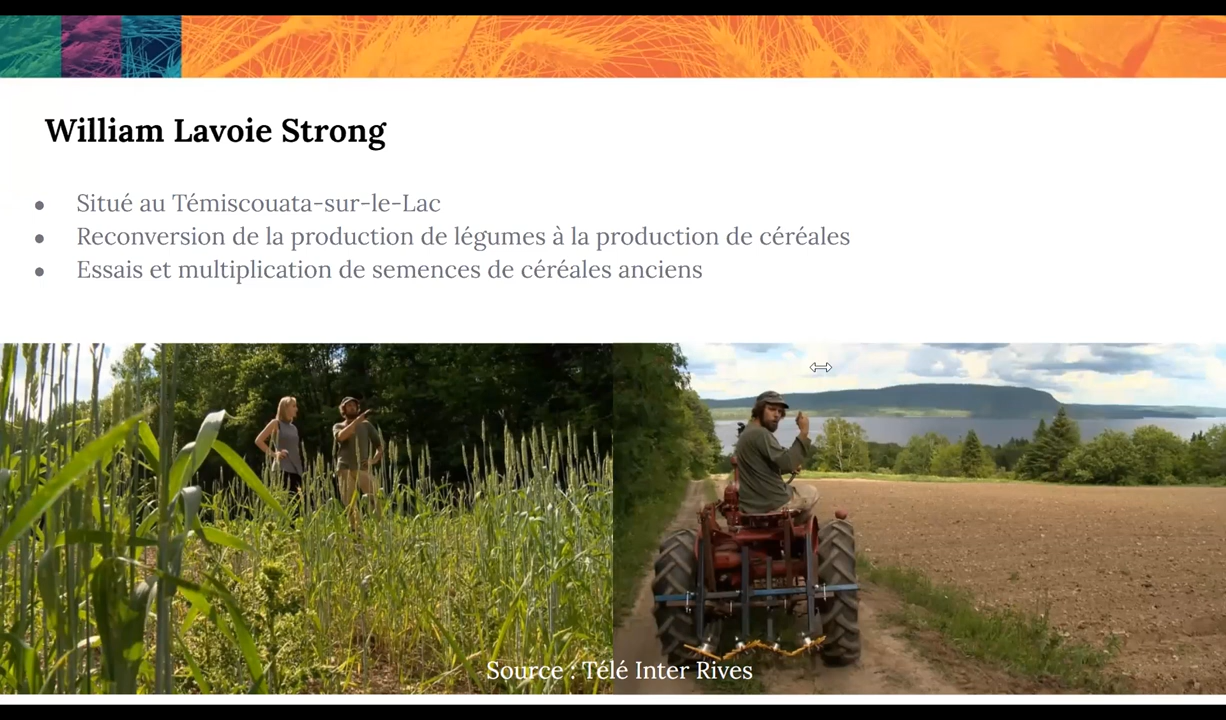 William Lavoie Strong
• Situé au Témiscouata-sur-le-Lac
• Reconversion de la production de légumes à la production de céréales
• Essais et multiplication de semences de céréales anciens
Source : Télé Inter Rives